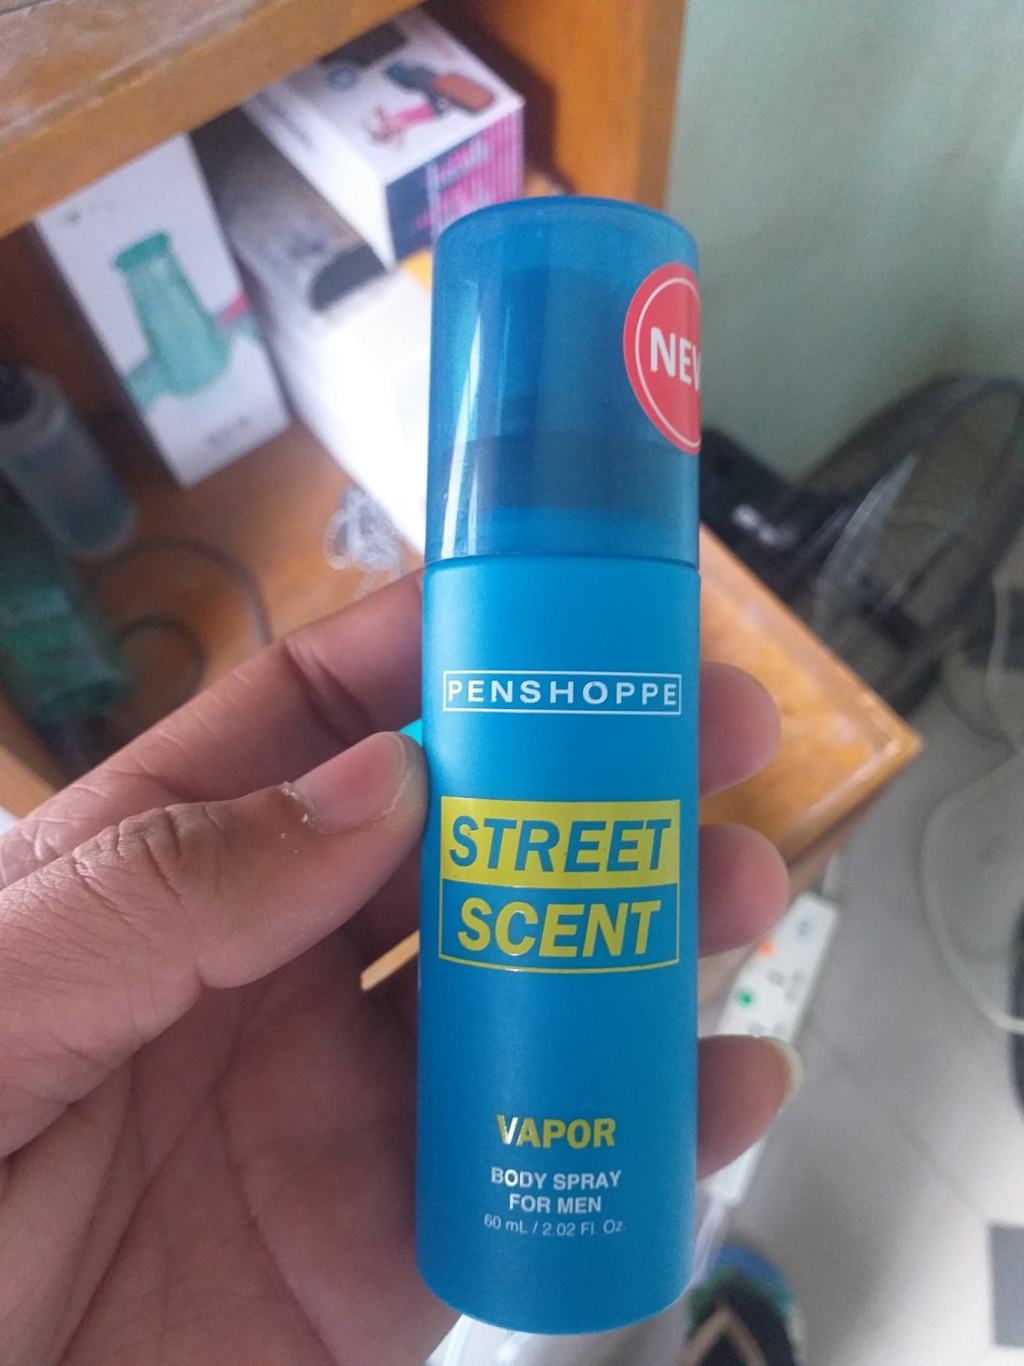 NEW
PENSHOPPE
STREET
SCENT
VAPOR
BODY SPRAY
FOR MEN
60 mL / 2.02 Fl. Oz.